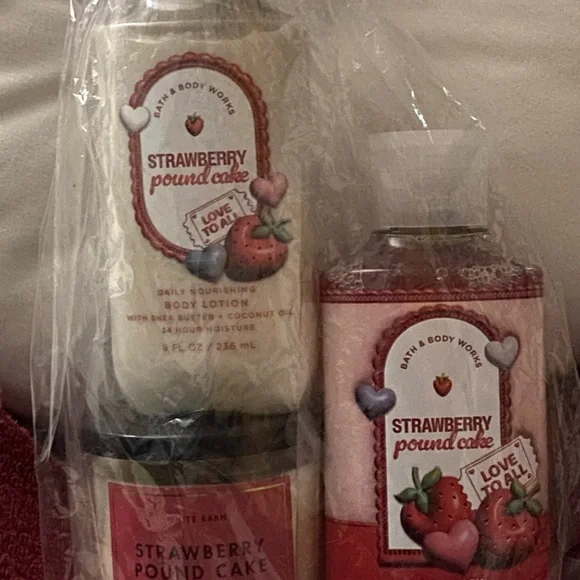 BATH & BODY WORKS
STRAWBERRY
pound cake
LOVE
TO ALL
DAILY NOURISHING
BODY LOTION
WITH SHEA BUTTER + COCONUT OIL
24 HOUR MOISTURE
8 FL OZ / 236 mL
BARN
STRAWBERRY
POUND CAKE
BATH & BODY WORKS
STRAWBERRY
pound cake
LOVE
TO ALL